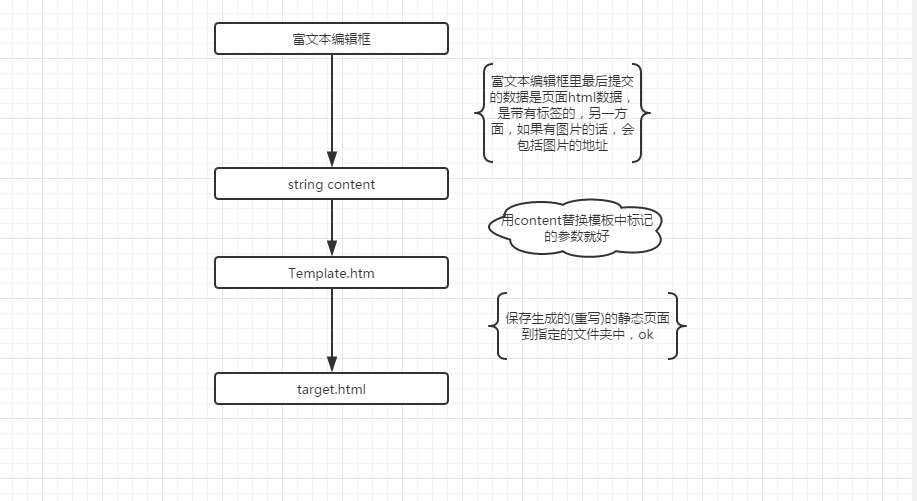 富文本编辑框
富文本编辑框里最后提交
的数据是页面html数据，
是带有标签的，另一方
面，如果有图片的话，会
包括图片的地址
string content
用content替换模板中标记
的参数就好
Template.htm
保存生成的(重写)的静态页面
到指定的文件夹中，ok
target.html